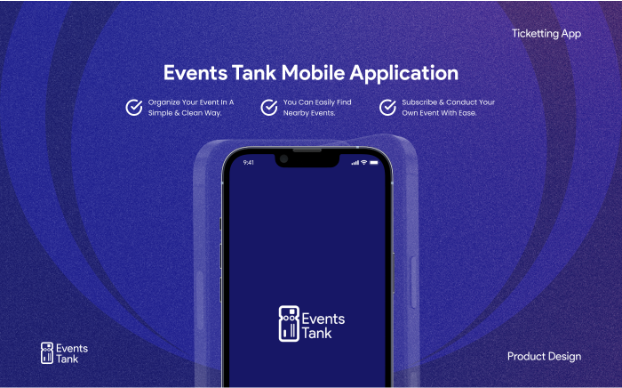 Ticketting App
Events Tank Mobile Application
Organize Your Event In A
Simple & Clean Way.
You Can Easily Find
Nearby Events.
Subscribe & Conduct Your
Own Event With Ease.
9:41
Events
Tank
Events
Tank
Product Design